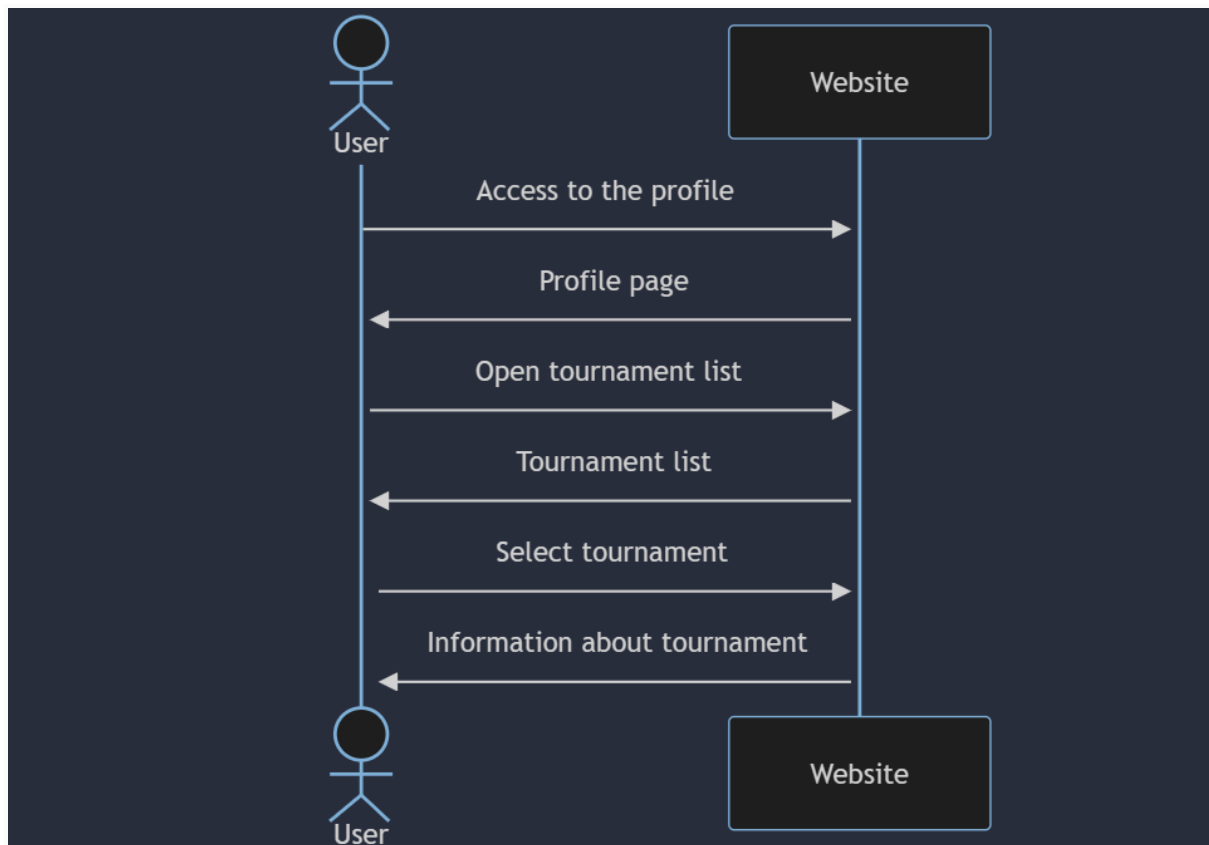 User
Website
Access to the profile
Profile page
Open tournament list
Tournament list
Select tournament
Information about tournament
User
Website